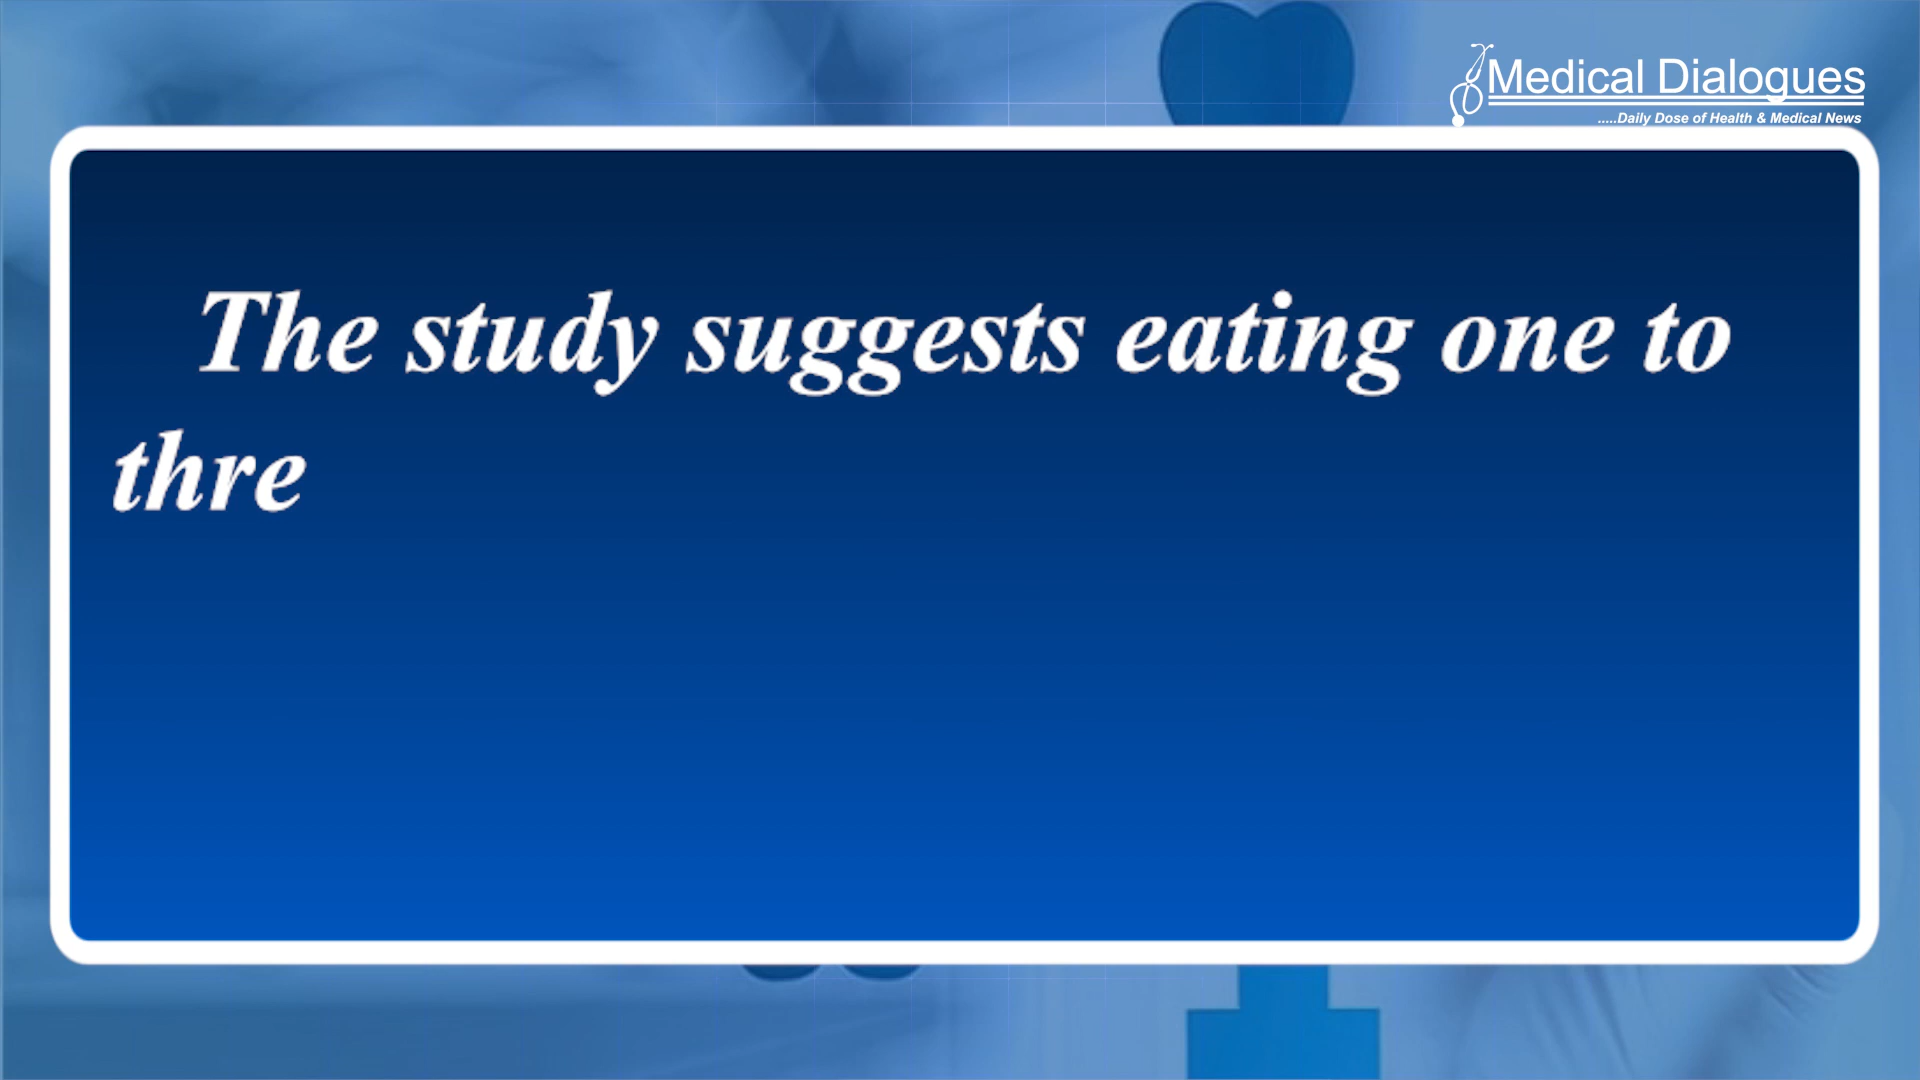 Medical Dialogues
.....Daily Dose of Health & Medical News
The study suggests eating one to
thre